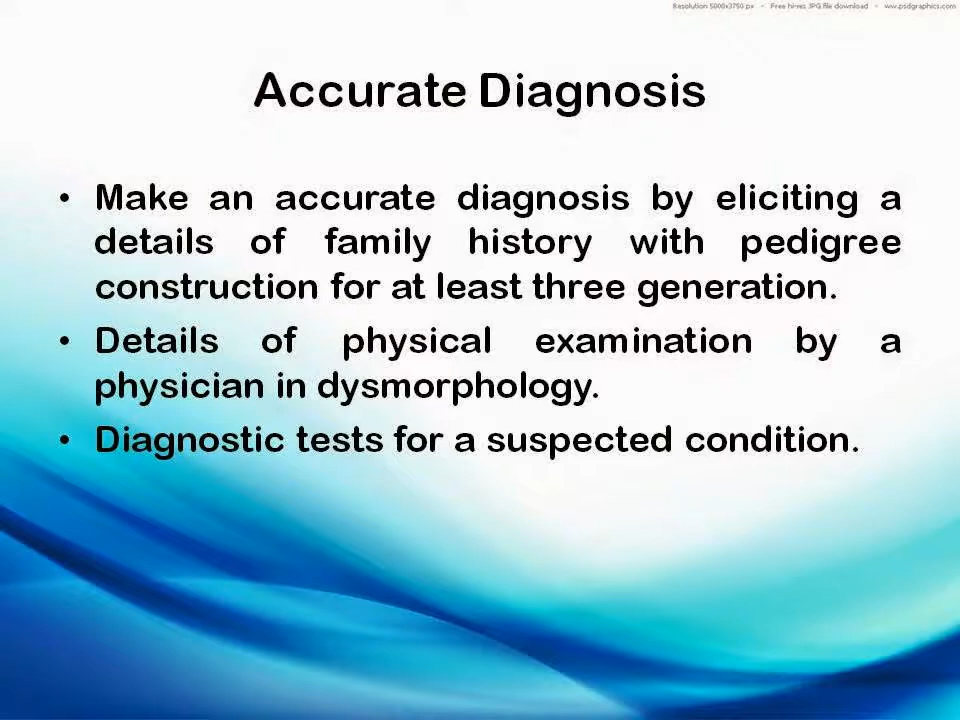 Resolution 5000x3750 px • Free hi-res JPG file download • www.psdgraphics.com
Accurate Diagnosis
• Make an accurate diagnosis by eliciting a
details of family history with pedigree
construction for at least three generation.
• Details of physical examination by a
physician in dysmorphology.
• Diagnostic tests for a suspected condition.